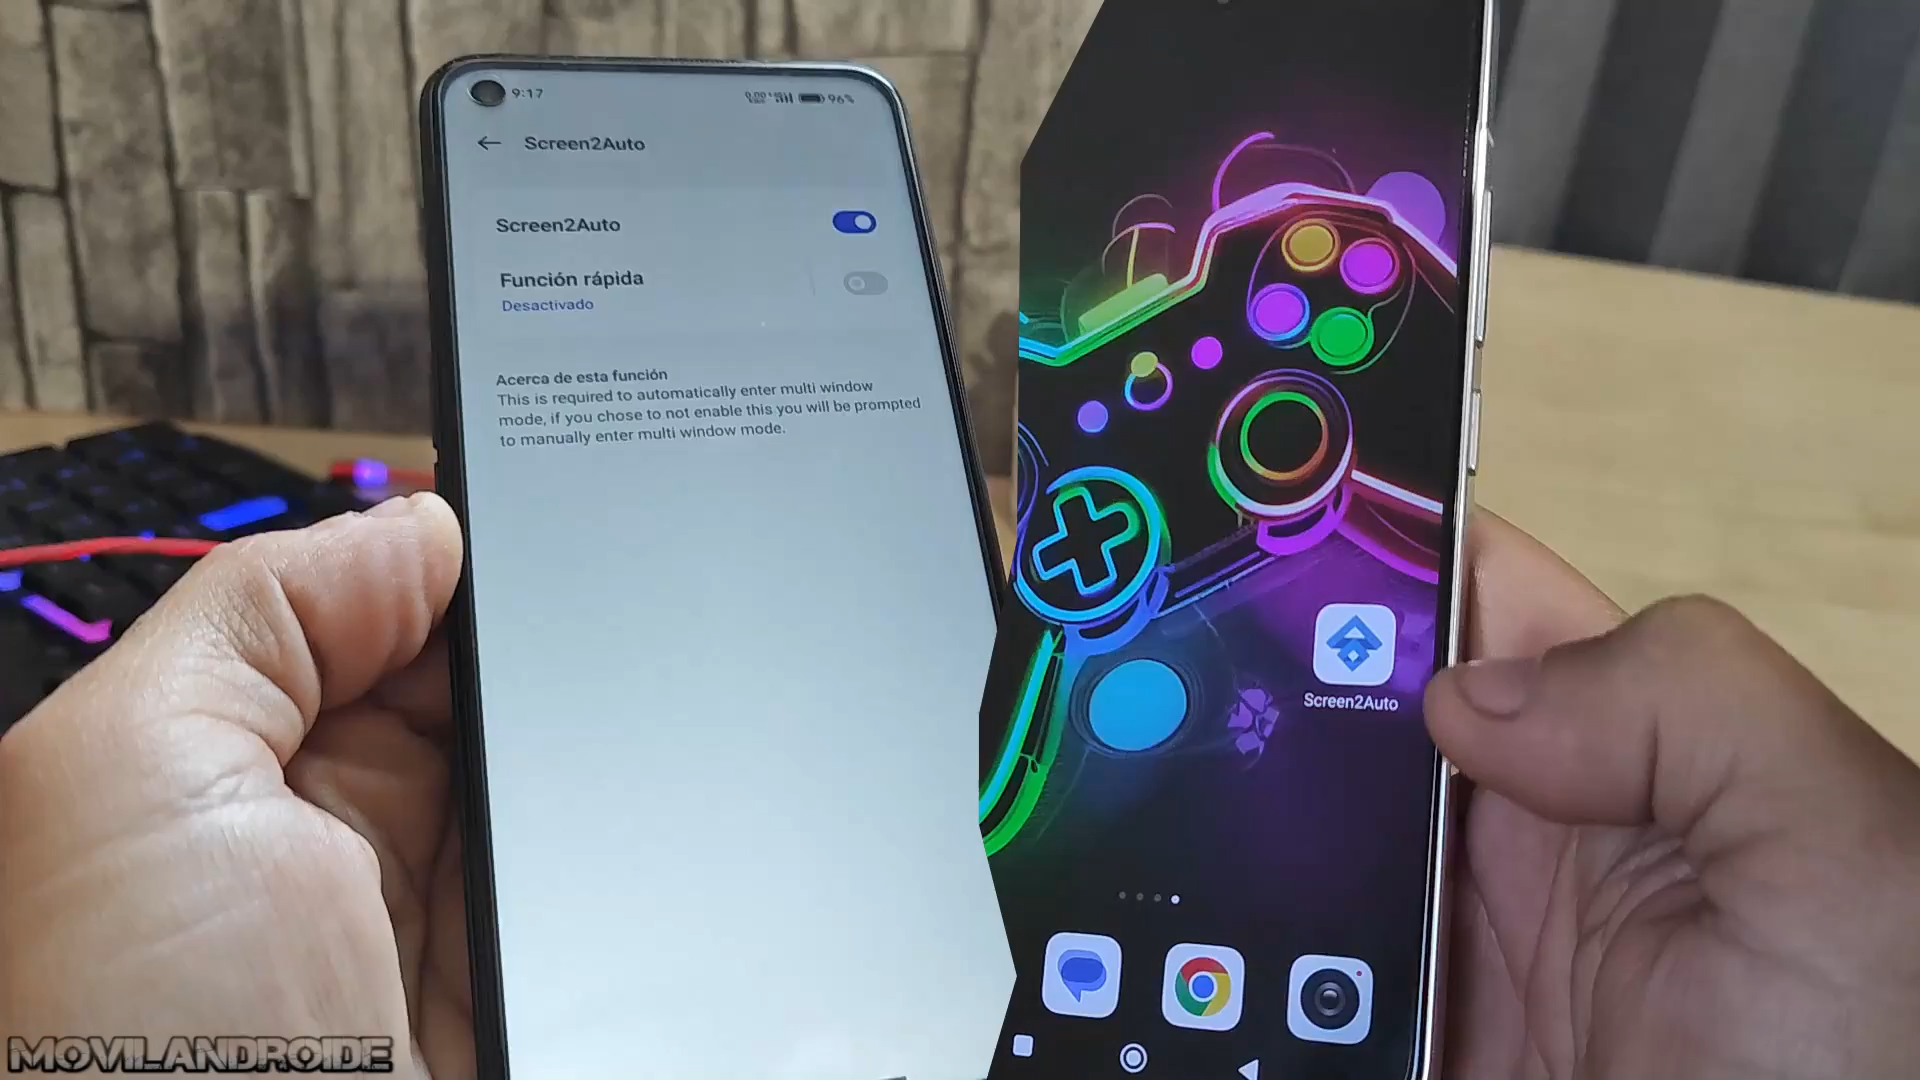 9:17
96%
Screen2Auto
Screen2Auto
Función rápida
Desactivado
Acerca de esta función
This is required to automatically enter multi window
mode, if you chose to not enable this you will be prompted
to manually enter multi window mode.
Screen2Auto
MOVILANDROIDE